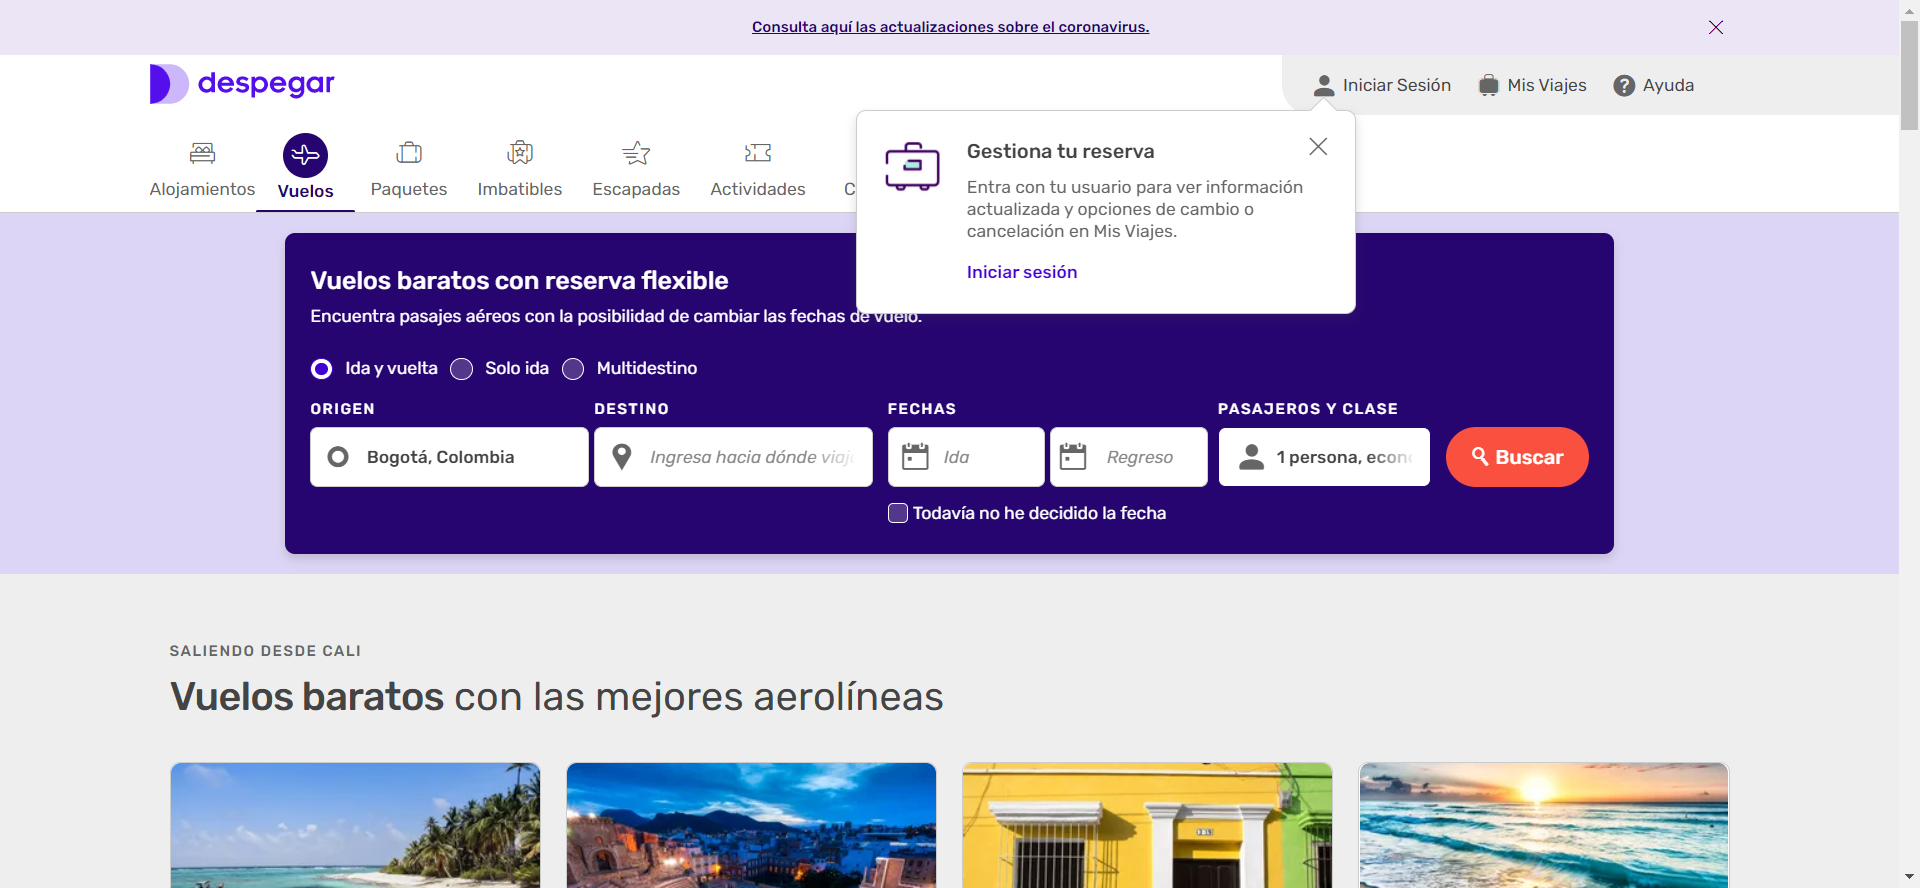 Consulta aquí las actualizaciones sobre el coronavirus.
despegar
Iniciar Sesión
Mis Viajes
Ayuda
Alojamientos
Vuelos
Paquetes
Imbatibles
Escapadas
Actividades
C
Gestiona tu reserva
Entra con tu usuario para ver información
actualizada y opciones de cambio o
cancelación en Mis Viajes.
Iniciar sesión
Vuelos baratos con reserva flexible
Encuentra pasajes aéreos con la posibilidad de cambiar las fechas de vuelo.
Ida y vuelta
Solo ida
Multidestino
ORIGEN
DESTINO
FECHAS
PASAJEROS Y CLASE
Bogotá, Colombia
Ingresa hacia dónde viaj
Ida
Regreso
1 persona, econ
Buscar
Todavía no he decidido la fecha
SALIENDO DESDE CALI
Vuelos baratos con las mejores aerolíneas